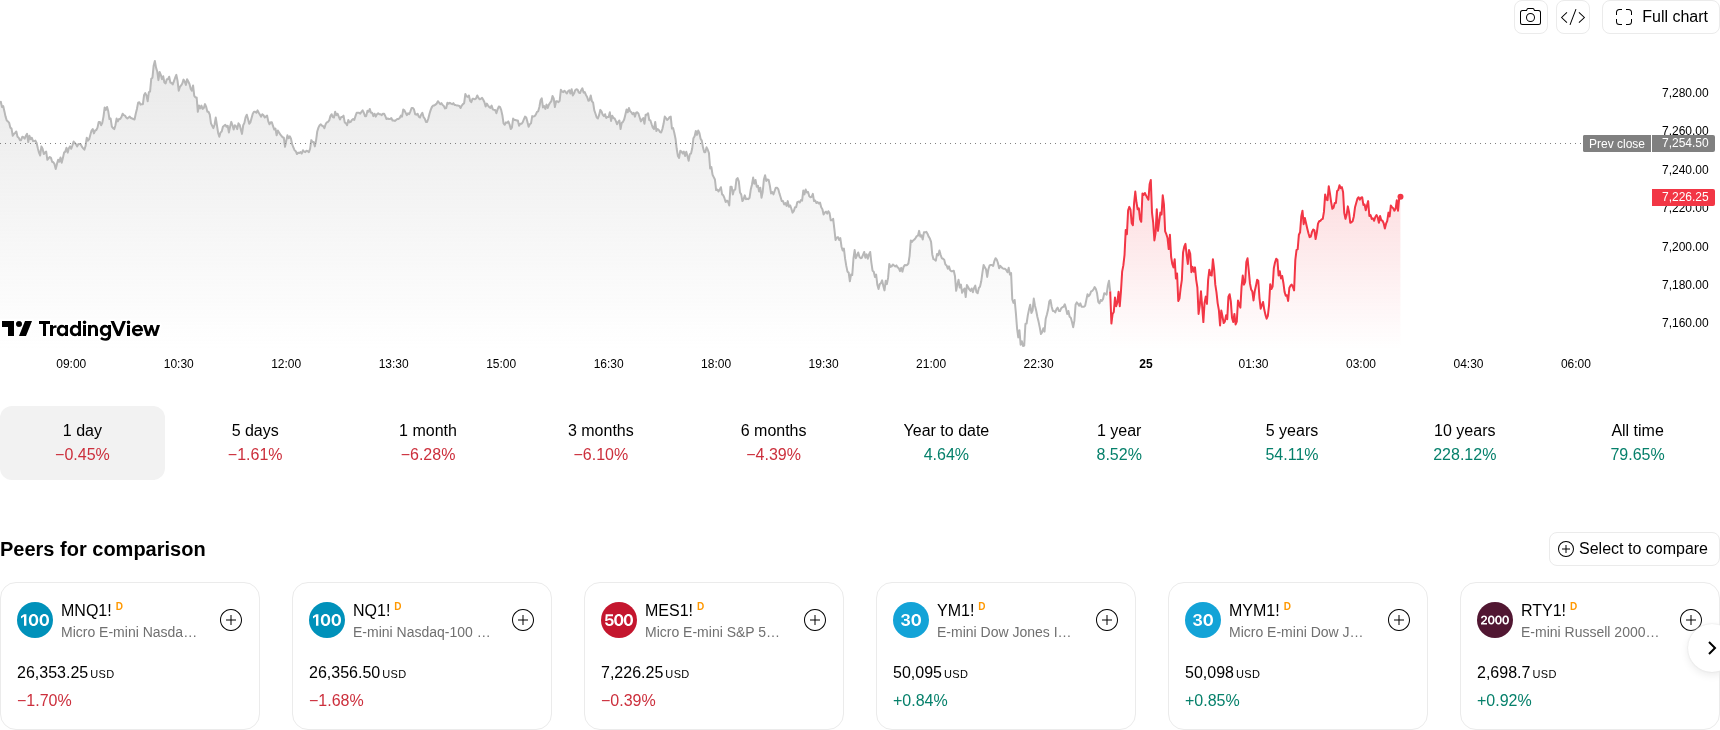 Full chart
7,280.00
7,260.00
Prev close 7,254.50
7,240.00
7,226.25
7,220.00
7,200.00
7,180.00
7,160.00
TradingView
09:00 10:30 12:00 13:30 15:00 16:30 18:00 19:30 21:00 22:30 25 01:30 03:00 04:30 06:00
1 day 5 days 1 month 3 months 6 months Year to date 1 year 5 years 10 years All time
−0.45% −1.61% −6.28% −6.10% −4.39% 4.64% 8.52% 54.11% 228.12% 79.65%
Peers for comparison
Select to compare
100 MNQ1! D
Micro E-mini Nasda…
26,353.25 USD
−1.70%
100 NQ1! D
E-mini Nasdaq-100 …
26,356.50 USD
−1.68%
500 MES1! D
Micro E-mini S&P 5…
7,226.25 USD
−0.39%
30 YM1! D
E-mini Dow Jones I…
50,095 USD
+0.84%
30 MYM1! D
Micro E-mini Dow J…
50,098 USD
+0.85%
2000 RTY1! D
E-mini Russell 2000…
2,698.7 USD
+0.92%